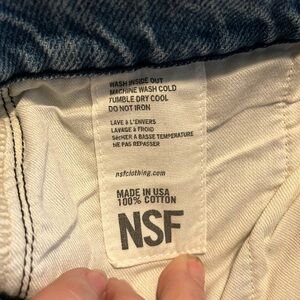 WASH INSIDE OUT
MACHINE WASH COLD
TUMBLE DRY COOL
DO NOT IRON
LAVE À L'ENVERS
LAVAGE À FROID
SÉCHER À BASSE TEMPERATURE
NE PAS REPASSER
nsfclothing.com
MADE IN USA
100% COTTON
NSF